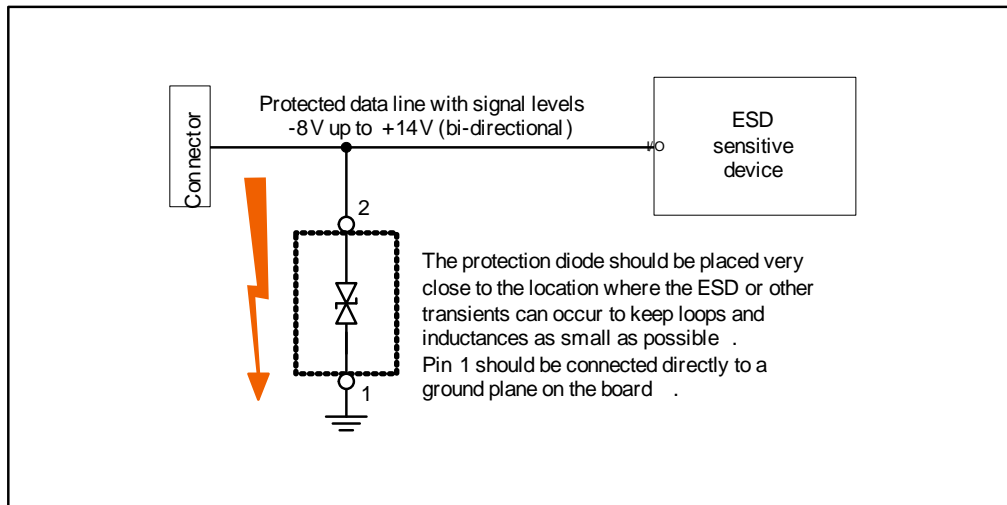 Connector
Protected data line with signal levels
-8V up to +14V (bi-directional)
I/O
ESD
sensitive
device
2
The protection diode should be placed very
close to the location where the ESD or other
transients can occur to keep loops and
inductances as small as possible .
Pin 1 should be connected directly to a
ground plane on the board .
1